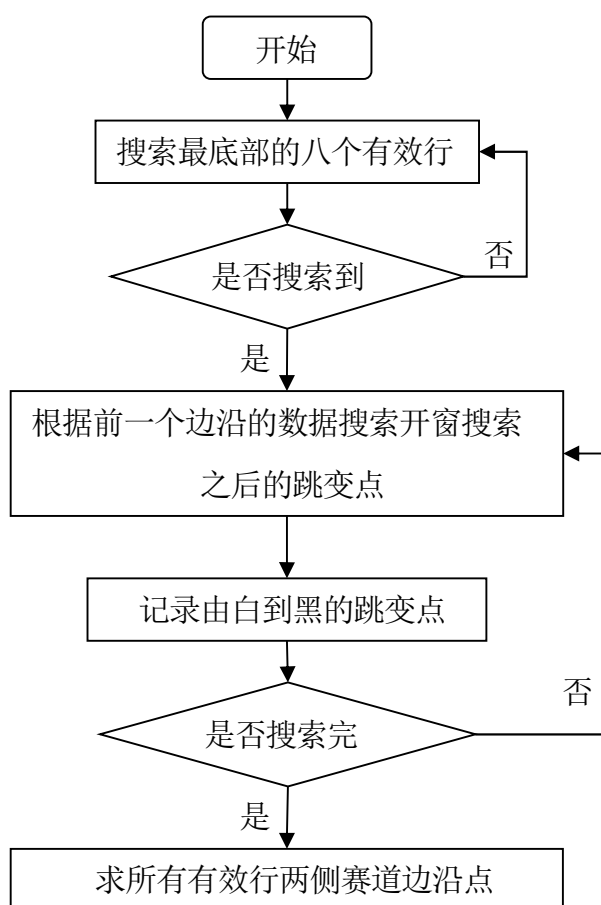 开始
搜索最底部的八个有效行
是否搜索到
否
是
根据前一个边沿的数据搜索开窗搜索
之后的跳变点
记录由白到黑的跳变点
否
是否搜索完
是
求所有有效行两侧赛道边沿点